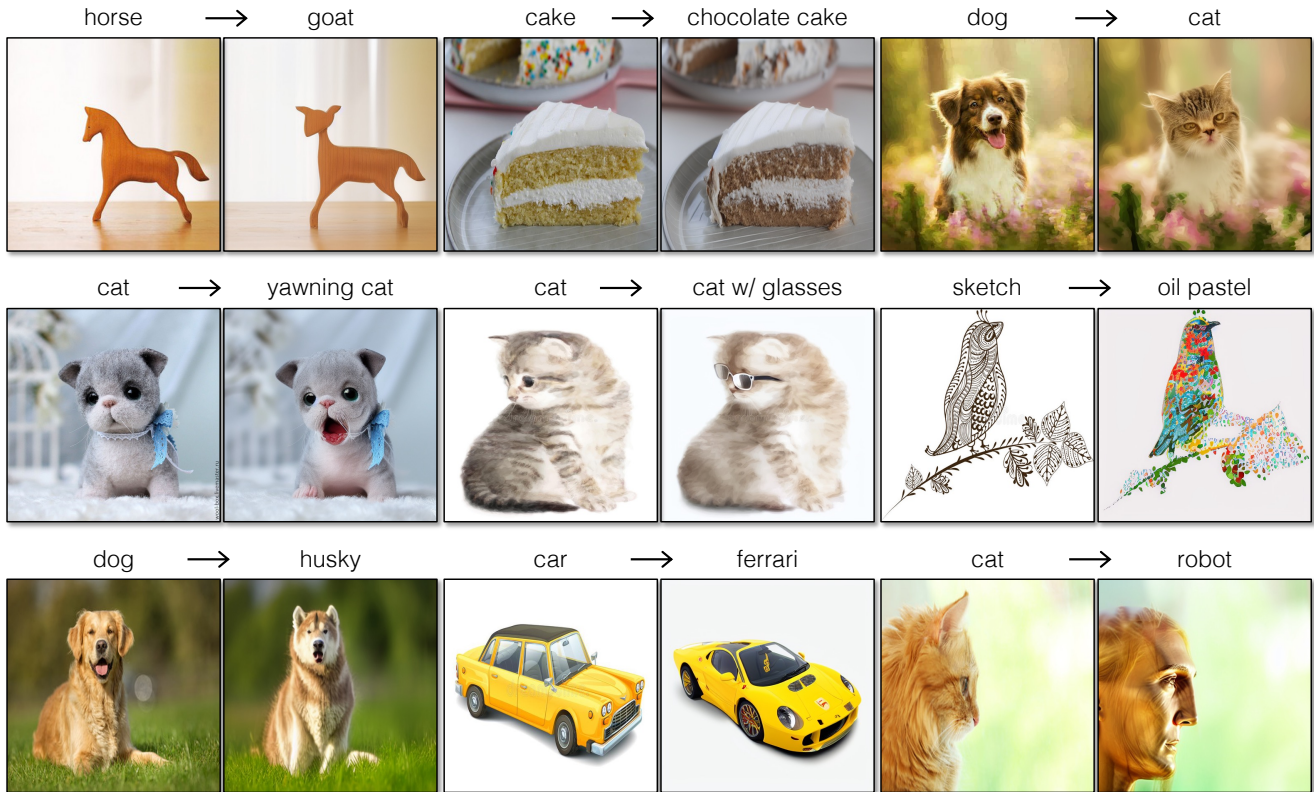 horse → goat
cake → chocolate cake
dog → cat
cat → yawning cat
cat → cat w/ glasses
sketch → oil pastel
dog → husky
car → ferrari
cat → robot